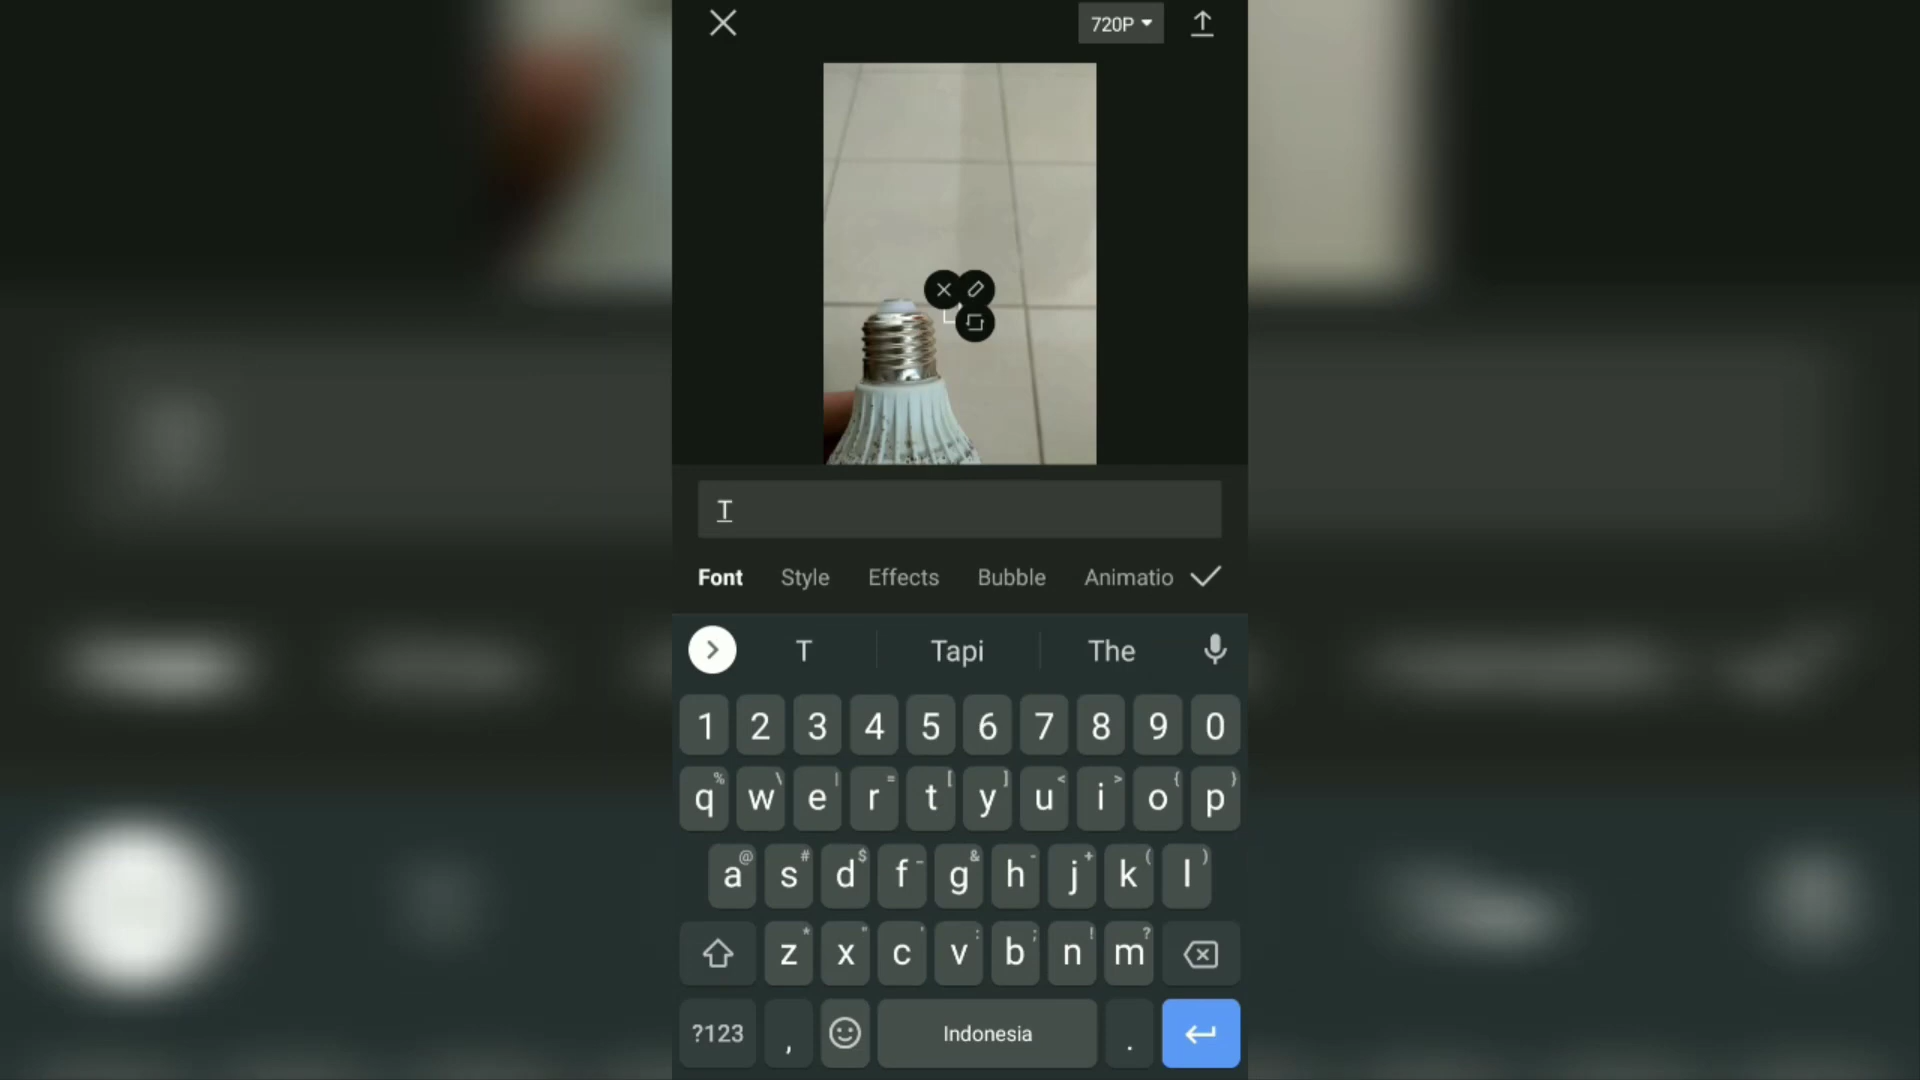 720P
T
Font Style Effects Bubble Animatio
T Tapi The
1 2 3 4 5 6 7 8 9 0
q % w \ e | r = t [ y ] u < i > o { p }
a @ s # d $ f _ g & h - j + k ( l )
z * x " c ' v : b ; n ! m ?
?123 , Indonesia .